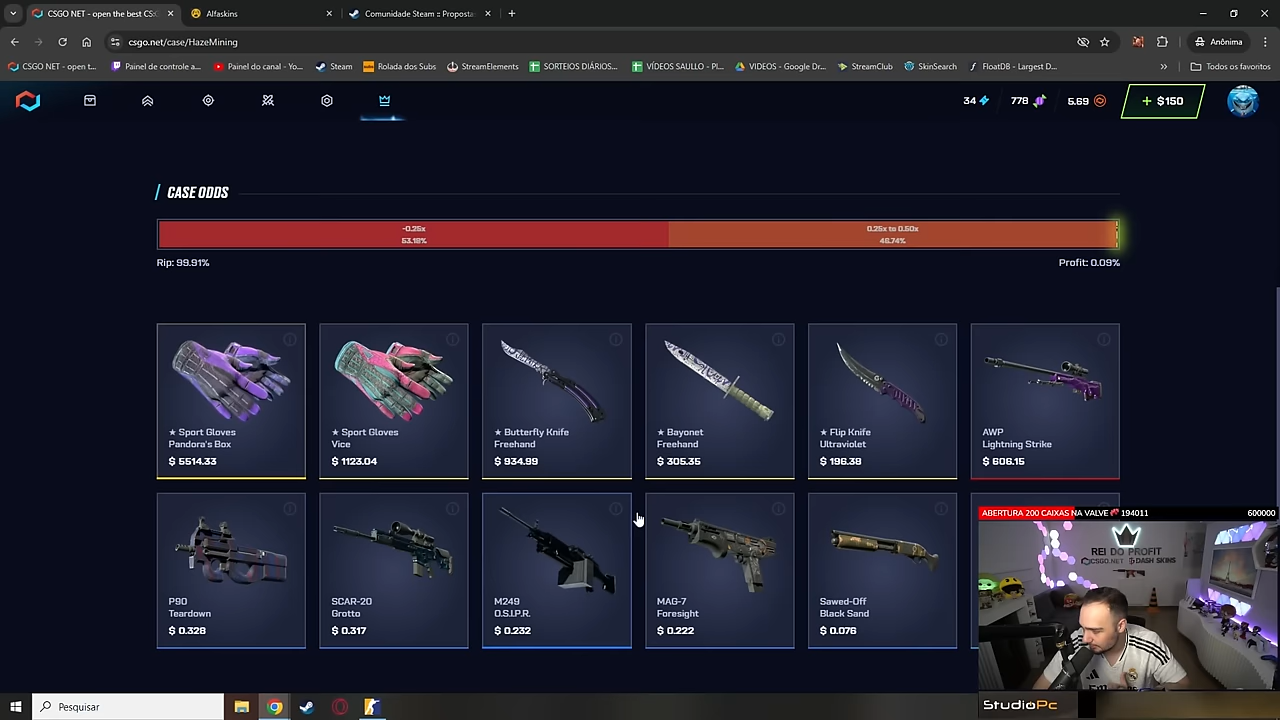 CSGO NET - open the best CS:
Alfaskins
Comunidade Steam :: Proposta
csgo.net/case/HazeMining
Anônima
CSGO NET - open t...
Painel de controle a...
Painel do canal - Yo...
Steam
Rolada dos Subs
StreamElements
SORTEIOS DIÁRIOS...
VÍDEOS SAULLO - PL...
VIDEOS - Google Dr...
StreamClub
SkinSearch
FloatDB - Largest D...
Todos os favoritos
34
778
5.69
+ $150
CASE ODDS
-0.25x
53.18%
0.25x to 0.50x
46.74%
Rip: 99.91%
Profit: 0.09%
★ Sport Gloves
Pandora's Box
$ 5514.33
★ Sport Gloves
Vice
$ 1123.04
★ Butterfly Knife
Freehand
$ 934.99
★ Bayonet
Freehand
$ 305.35
★ Flip Knife
Ultraviolet
$ 196.38
AWP
Lightning Strike
$ 606.15
P90
Teardown
$ 0.326
SCAR-20
Grotto
$ 0.317
M249
O.S.I.P.R.
$ 0.232
MAG-7
Foresight
$ 0.222
Sawed-Off
Black Sand
$ 0.076
ABERTURA 200 CAIXAS NA VALVE 194011
600000
REI DO PROFIT
CSGO.NET DASH SKINS
StudioPc
Pesquisar